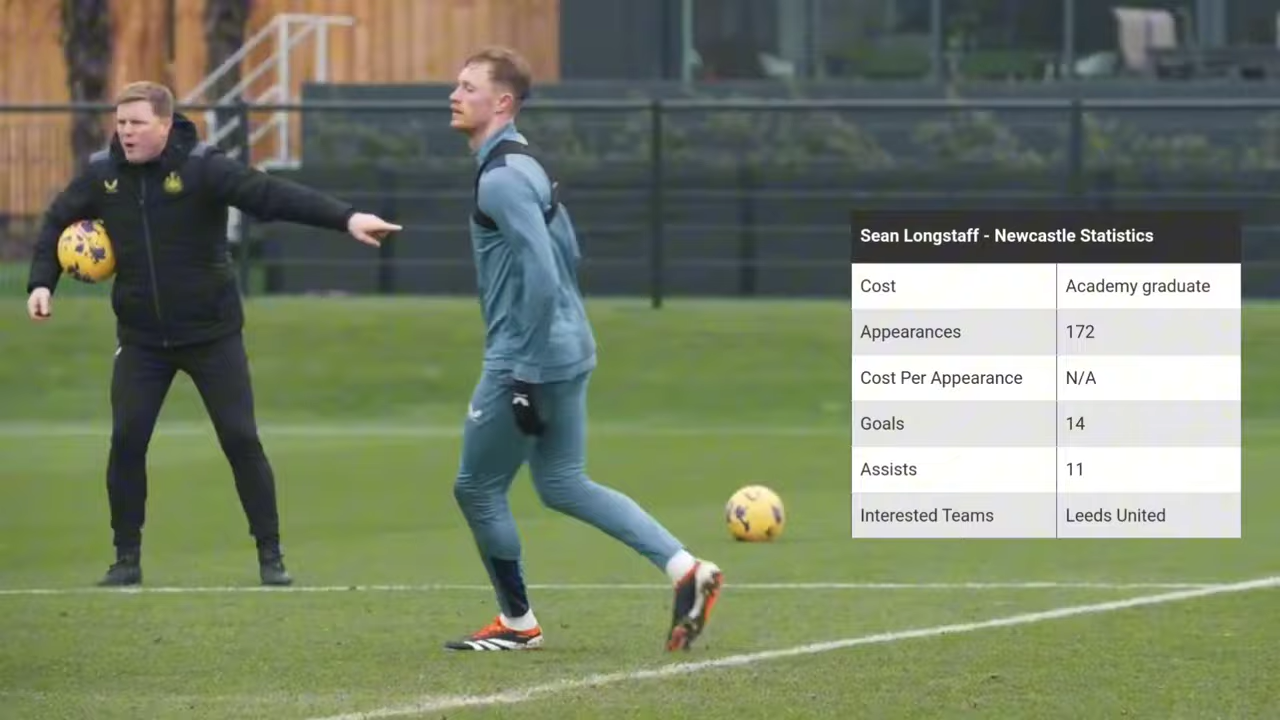 Sean Longstaff - Newcastle Statistics
Cost Academy graduate
Appearances 172
Cost Per Appearance N/A
Goals 14
Assists 11
Interested Teams Leeds United